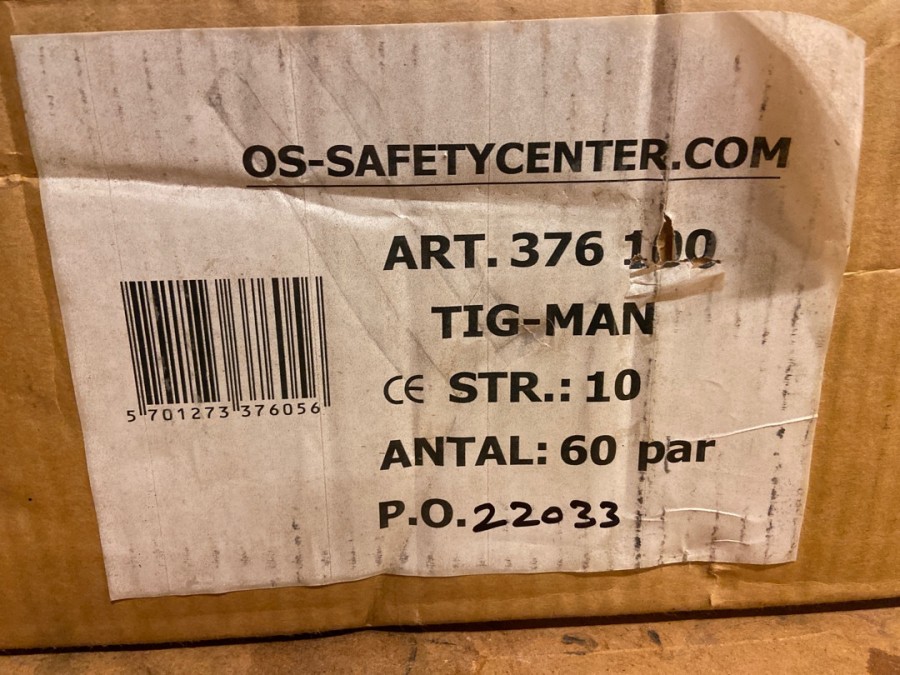 OS-SAFETYCENTER.COM
ART. 376 100
TIG-MAN
CE STR.: 10
ANTAL: 60 par
P.O. 22033
5 701273 376056